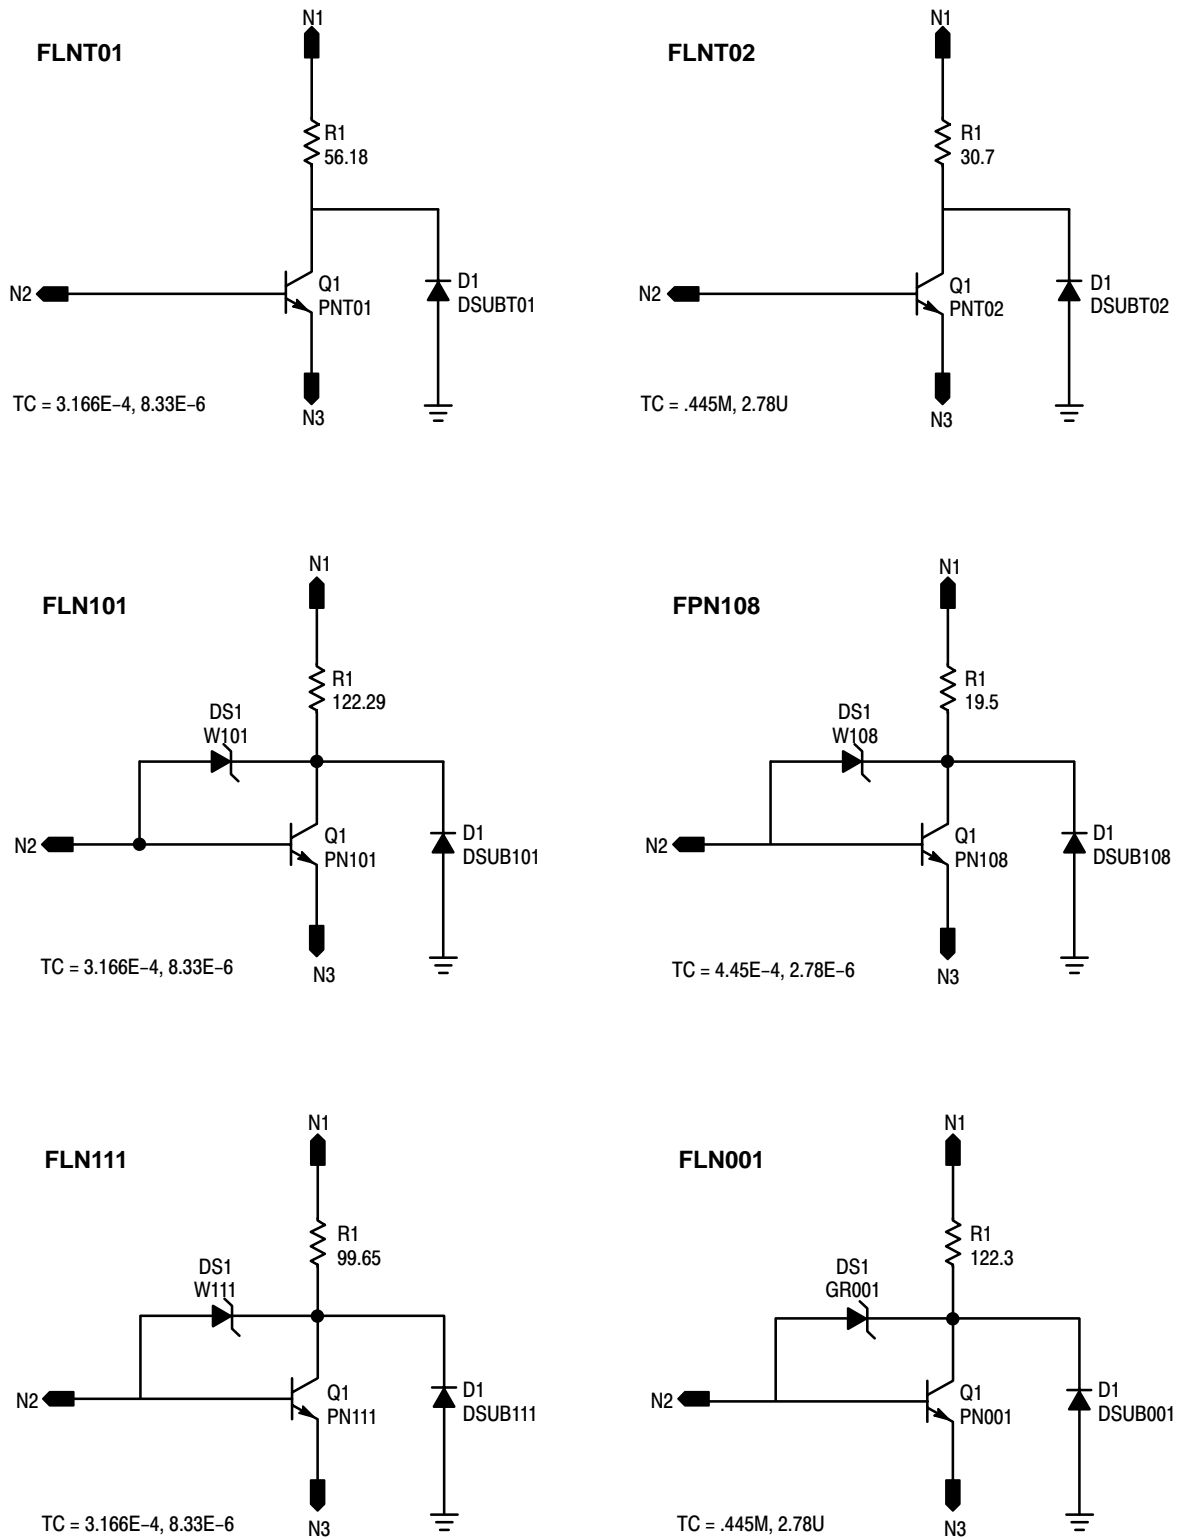 FLNT01
N1
R1
56.18
N2
Q1
PNT01
D1
DSUBT01
TC = 3.166E–4, 8.33E–6
N3
FLNT02
N1
R1
30.7
N2
Q1
PNT02
D1
DSUBT02
TC = .445M, 2.78U
N3
FLN101
N1
R1
122.29
DS1
W101
N2
Q1
PN101
D1
DSUB101
TC = 3.166E–4, 8.33E–6
N3
FPN108
N1
R1
19.5
DS1
W108
N2
Q1
PN108
D1
DSUB108
TC = 4.45E–4, 2.78E–6
N3
FLN111
N1
R1
99.65
DS1
W111
N2
Q1
PN111
D1
DSUB111
TC = 3.166E–4, 8.33E–6
N3
FLN001
N1
R1
122.3
DS1
GR001
N2
Q1
PN001
D1
DSUB001
TC = .445M, 2.78U
N3